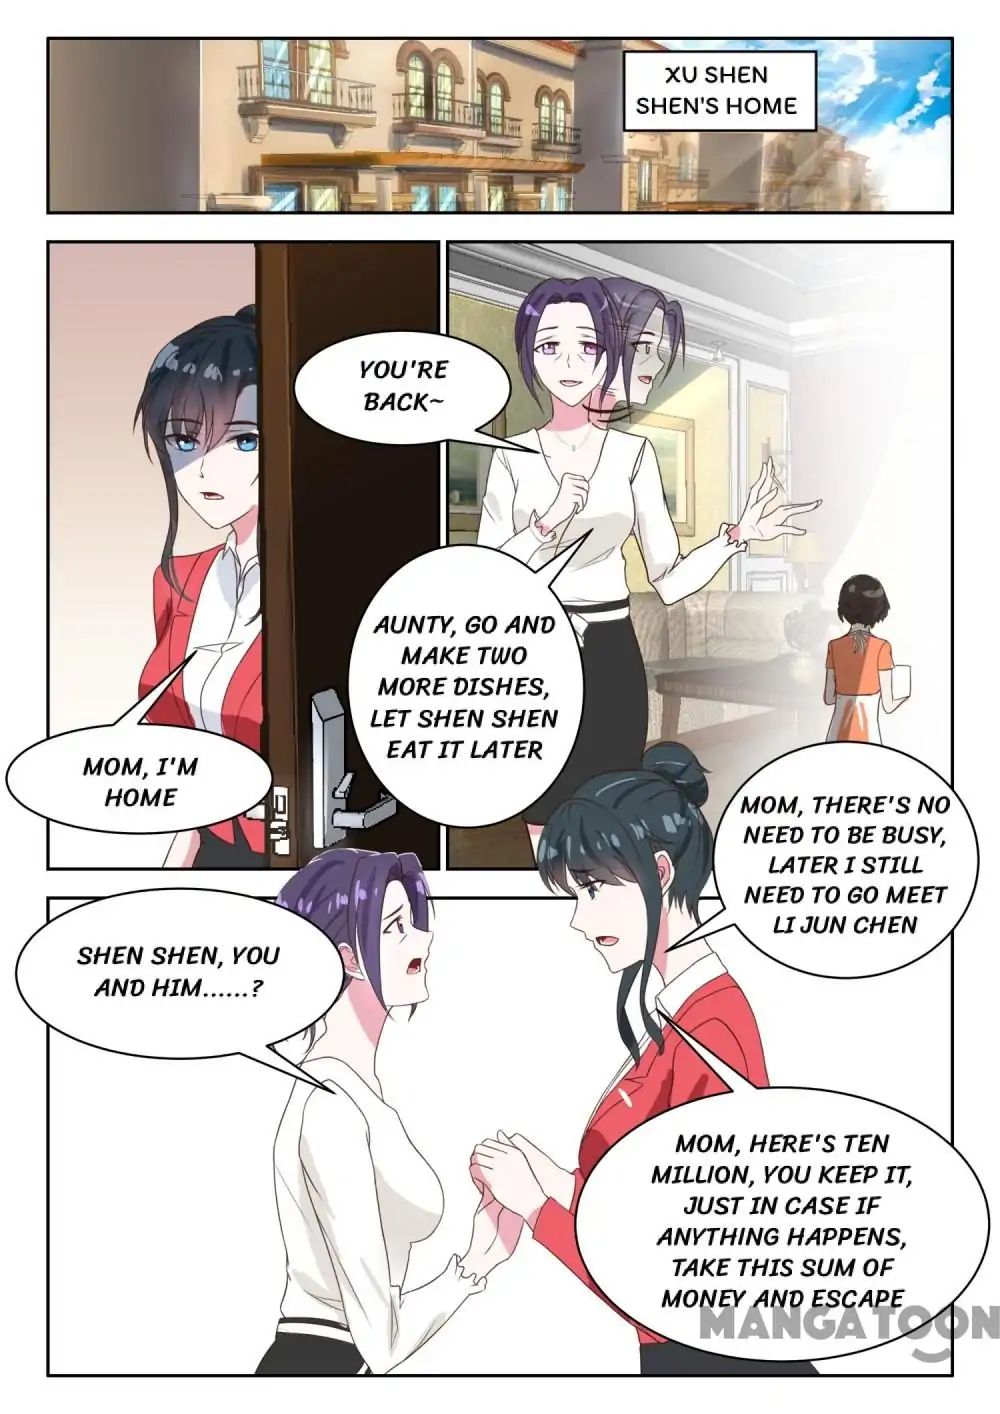 XU SHEN
SHEN'S HOME
YOU'RE
BACK~
MOM, I'M
HOME
AUNTY, GO AND
MAKE TWO
MORE DISHES,
LET SHEN SHEN
EAT IT LATER
MOM, THERE'S NO
NEED TO BE BUSY,
LATER I STILL
NEED TO GO MEET
LI JUN CHEN
SHEN SHEN, YOU
AND HIM......?
MOM, HERE'S TEN
MILLION, YOU KEEP IT,
JUST IN CASE IF
ANYTHING HAPPENS,
TAKE THIS SUM OF
MONEY AND ESCAPE
MANGATOON